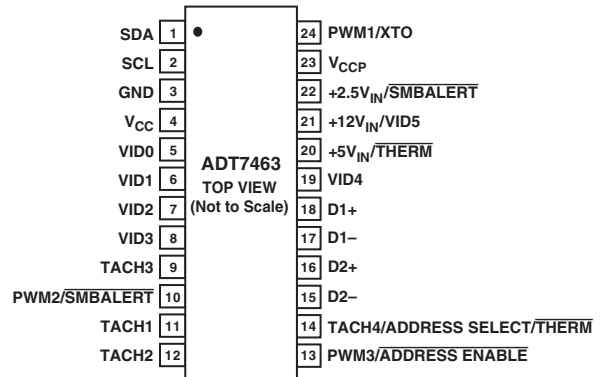 SDA 1
SCL 2
GND 3
VCC 4
VID0 5
VID1 6
VID2 7
VID3 8
TACH3 9
PWM2/SMBALERT 10
TACH1 11
TACH2 12
ADT7463
TOP VIEW
(Not to Scale)
24 PWM1/XTO
23 VCCP
22 +2.5VIN/SMBALERT
21 +12VIN/VID5
20 +5VIN/THERM
19 VID4
18 D1+
17 D1–
16 D2+
15 D2–
14 TACH4/ADDRESS SELECT/THERM
13 PWM3/ADDRESS ENABLE